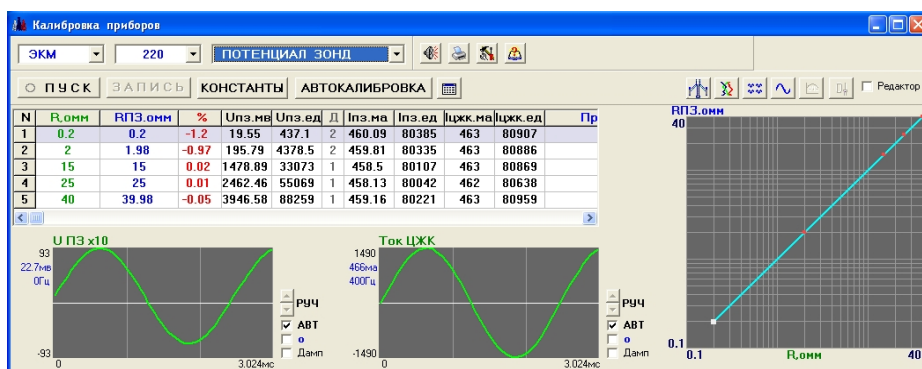 Калибровка приборов
ЭКМ 220 ПОТЕНЦИАЛ ЗОНД
ПУСК ЗАПИСЬ КОНСТАНТЫ АВТОКАЛИБРОВКА Редактор
N R,омм RПЗ.омм % Uпз.мв Uпз.ед Д Iпз.ма Iпз.ед Iцжк.ма Iцжк.ед Пр
1 0.2 0.2 -1.2 19.55 437.1 2 460.09 80385 463 80907
2 2 1.98 -0.97 195.79 4378.5 2 459.81 80335 463 80886
3 15 15 0.02 1478.89 33073 1 458.5 80107 463 80869
4 25 25 0.01 2462.46 55069 1 458.13 80042 462 80638
5 40 39.98 -0.05 3946.58 88259 1 459.16 80221 463 80959
U ПЗ х10
93
22.7мв
0Гц
-93
0 3.024мс
РУЧ
АВТ
о
Дамп
Ток ЦЖК
1490
466ма
400Гц
-1490
0 3.024мс
РУЧ
АВТ
о
Дамп
RПЗ.омм
40
0.1
0.1 R,омм 40